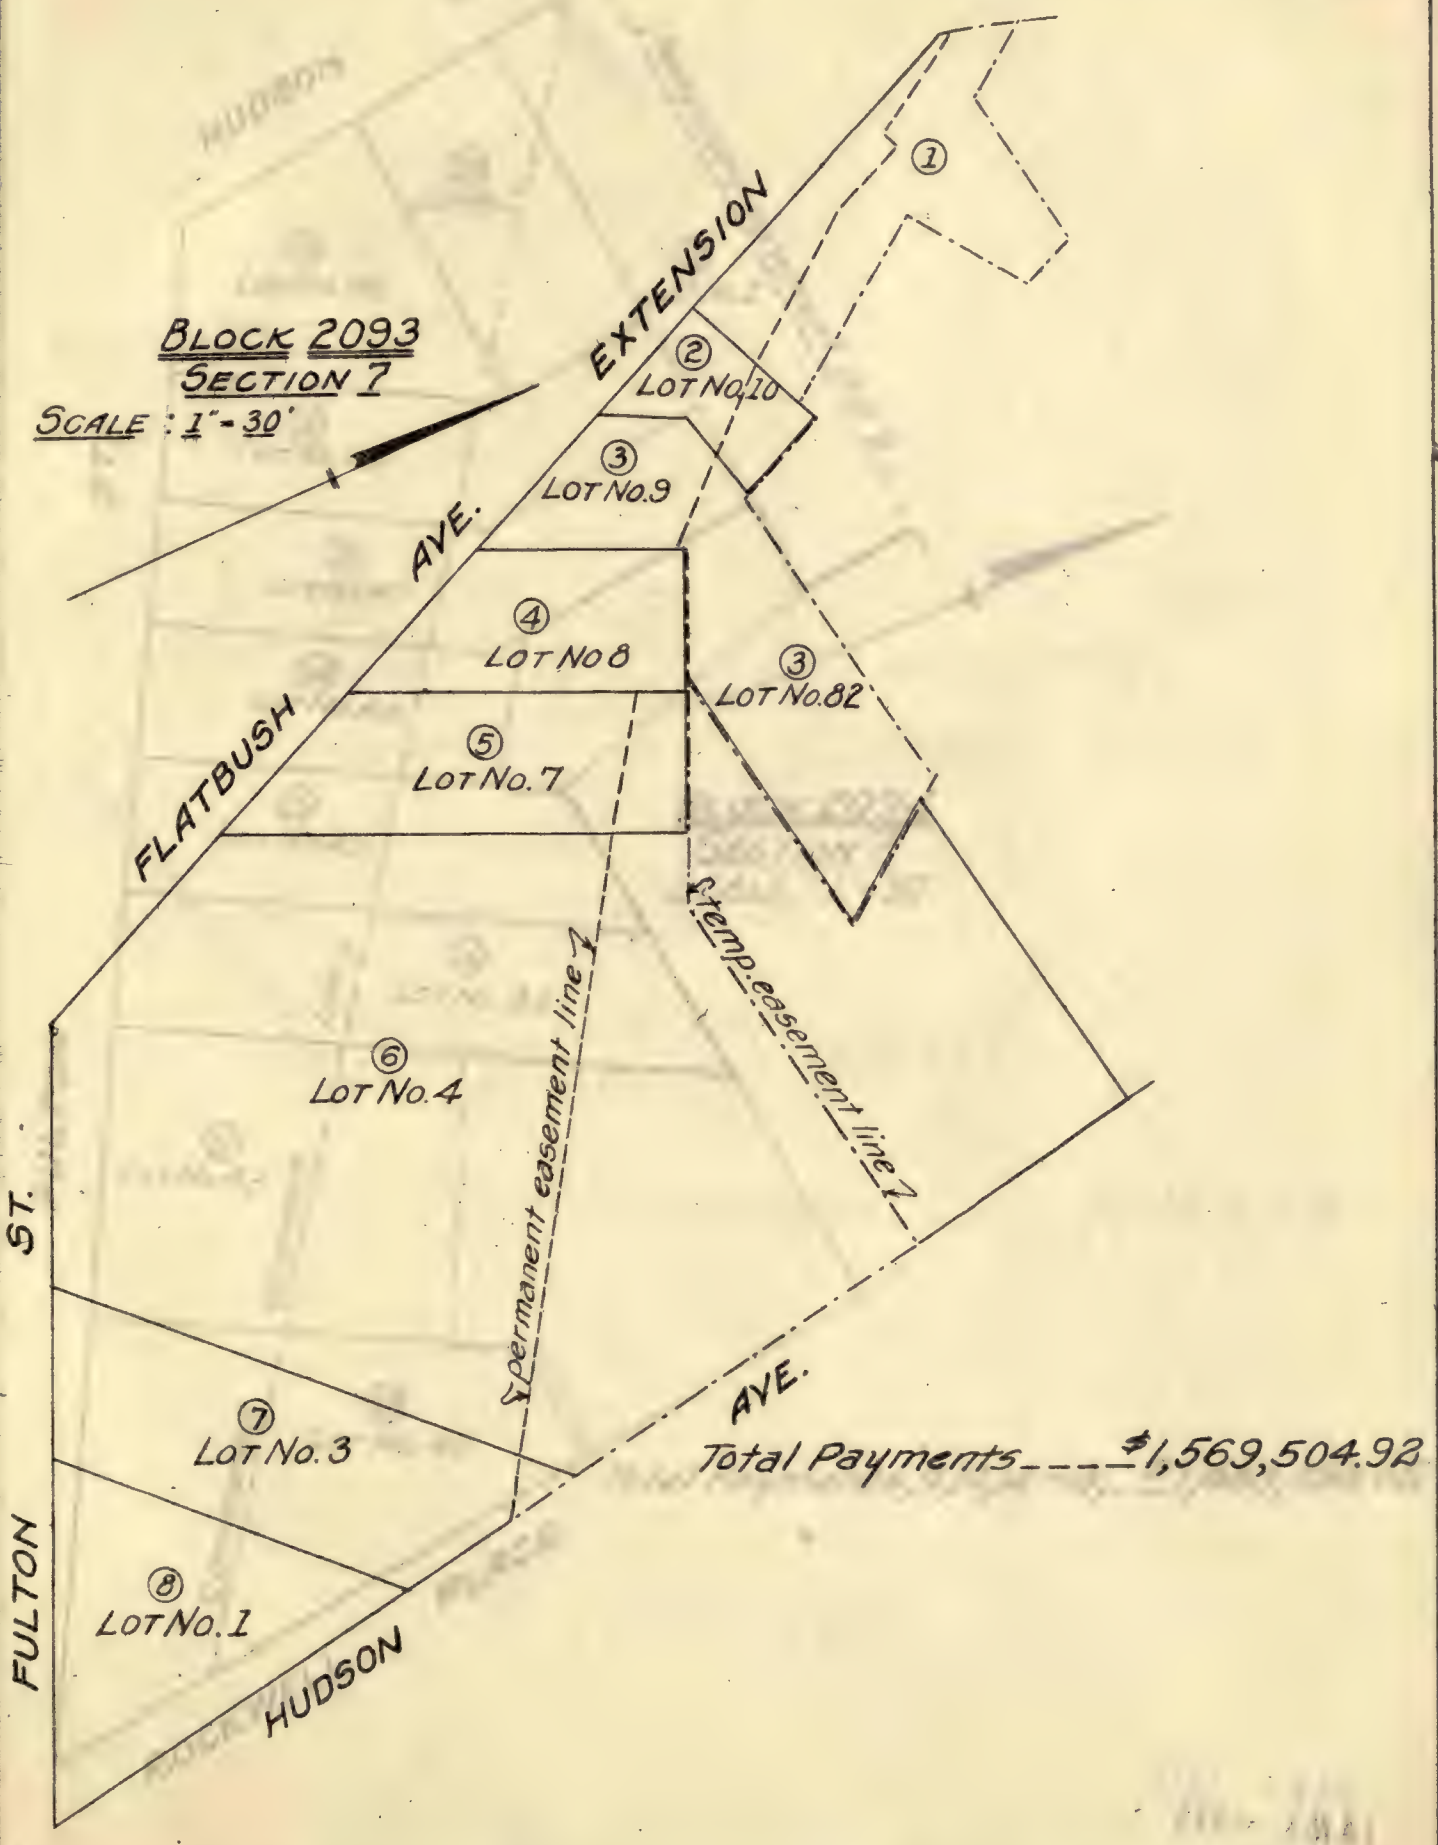 BLOCK 2093
SECTION 7
SCALE : 1"-30'
FLATBUSH AVE. EXTENSION
1
2
LOT No. 10
3
LOT No. 9
4
LOT No 8
3
LOT No. 82
5
LOT No. 7
temp. easement line
permanent easement line
6
LOT No. 4
7
LOT No. 3
8
LOT No. 1
FULTON ST.
HUDSON AVE.
Total Payments ---- $1,569,504.92
HUDSON